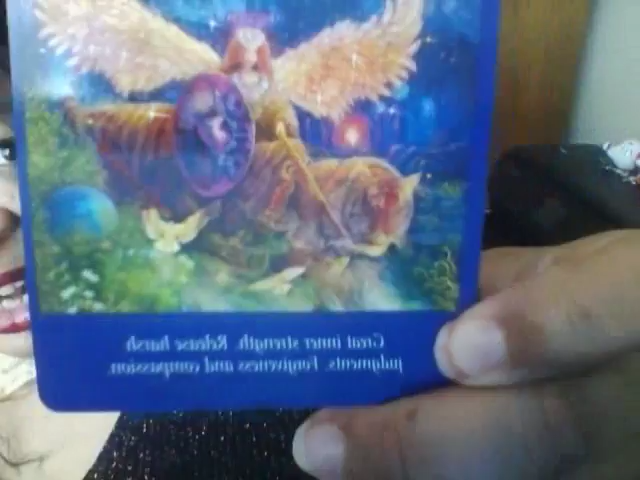 Great inner strength. Release harsh
judgments. Forgiveness and compassion.